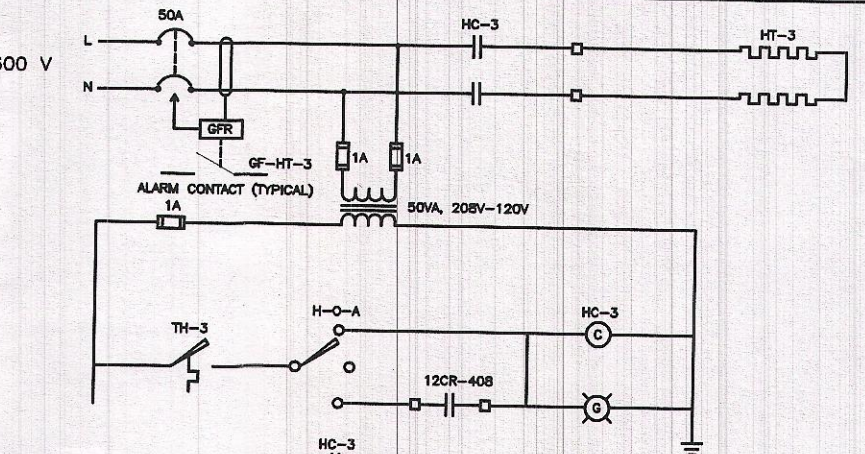 50A
HC-3
HT-3
L
600 V
N
GFR
1A
1A
GF-HT-3
ALARM CONTACT (TYPICAL)
1A
50VA, 208V-120V
H-O-A
HC-3
TH-3
C
12CR-408
G
HC-3